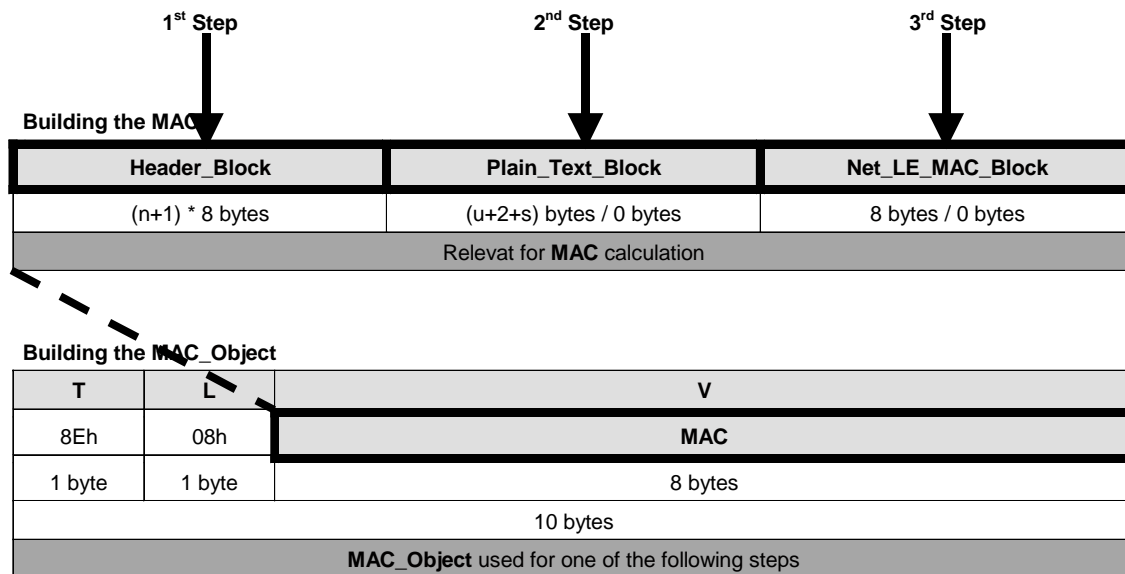 1st Step 2nd Step 3rd Step
Building the MAC
Header_Block Plain_Text_Block Net_LE_MAC_Block
(n+1) * 8 bytes (u+2+s) bytes / 0 bytes 8 bytes / 0 bytes
Relevat for MAC calculation
Building the MAC_Object
T L V
8Eh 08h MAC
1 byte 1 byte 8 bytes
10 bytes
MAC_Object used for one of the following steps